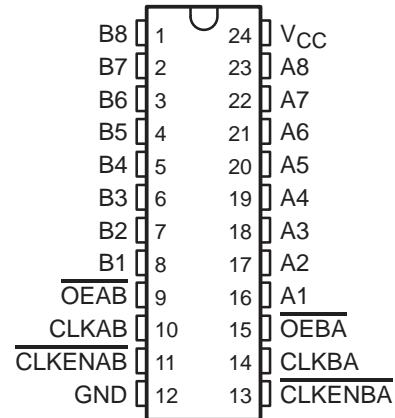 B8 1 24 VCC
B7 2 23 A8
B6 3 22 A7
B5 4 21 A6
B4 5 20 A5
B3 6 19 A4
B2 7 18 A3
B1 8 17 A2
OEAB 9 16 A1
CLKAB 10 15 OEBA
CLKENAB 11 14 CLKBA
GND 12 13 CLKENBA